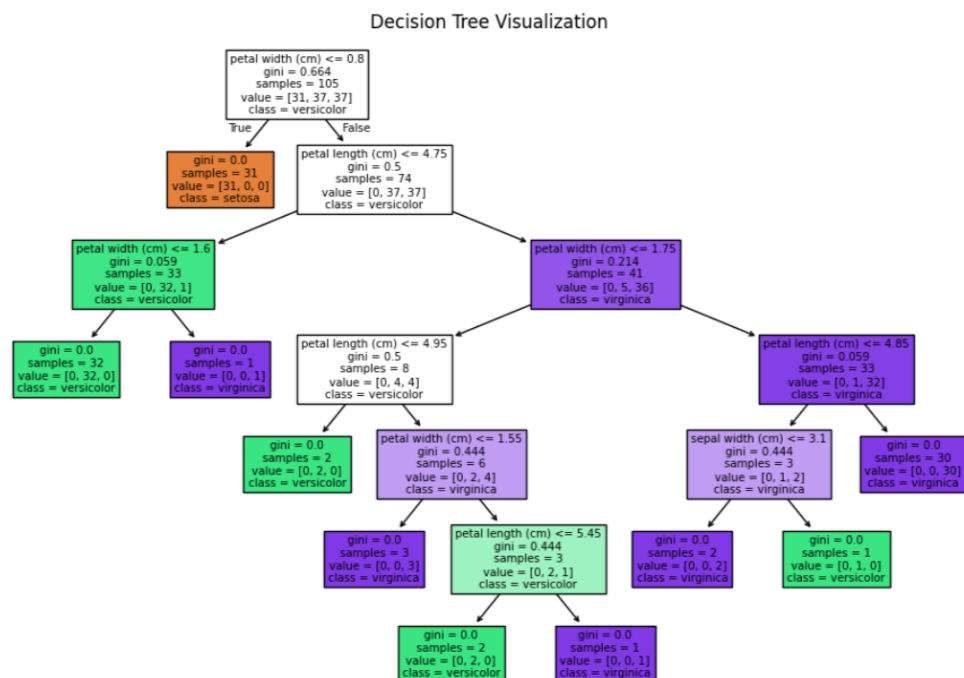 Decision Tree Visualization
petal width (cm) <= 0.8
gini = 0.664
samples = 105
value = [31, 37, 37]
class = versicolor
True
False
gini = 0.0
samples = 31
value = [31, 0, 0]
class = setosa
petal length (cm) <= 4.75
gini = 0.5
samples = 74
value = [0, 37, 37]
class = versicolor
petal width (cm) <= 1.6
gini = 0.059
samples = 33
value = [0, 32, 1]
class = versicolor
petal width (cm) <= 1.75
gini = 0.214
samples = 41
value = [0, 5, 36]
class = virginica
gini = 0.0
samples = 32
value = [0, 32, 0]
class = versicolor
gini = 0.0
samples = 1
value = [0, 0, 1]
class = virginica
petal length (cm) <= 4.95
gini = 0.5
samples = 8
value = [0, 4, 4]
class = versicolor
petal length (cm) <= 4.85
gini = 0.059
samples = 33
value = [0, 1, 32]
class = virginica
gini = 0.0
samples = 2
value = [0, 2, 0]
class = versicolor
petal width (cm) <= 1.55
gini = 0.444
samples = 6
value = [0, 2, 4]
class = virginica
sepal width (cm) <= 3.1
gini = 0.444
samples = 3
value = [0, 1, 2]
class = virginica
gini = 0.0
samples = 30
value = [0, 0, 30]
class = virginica
gini = 0.0
samples = 3
value = [0, 0, 3]
class = virginica
petal length (cm) <= 5.45
gini = 0.444
samples = 3
value = [0, 2, 1]
class = versicolor
gini = 0.0
samples = 2
value = [0, 0, 2]
class = virginica
gini = 0.0
samples = 1
value = [0, 1, 0]
class = versicolor
gini = 0.0
samples = 2
value = [0, 2, 0]
class = versicolor
gini = 0.0
samples = 1
value = [0, 0, 1]
class = virginica